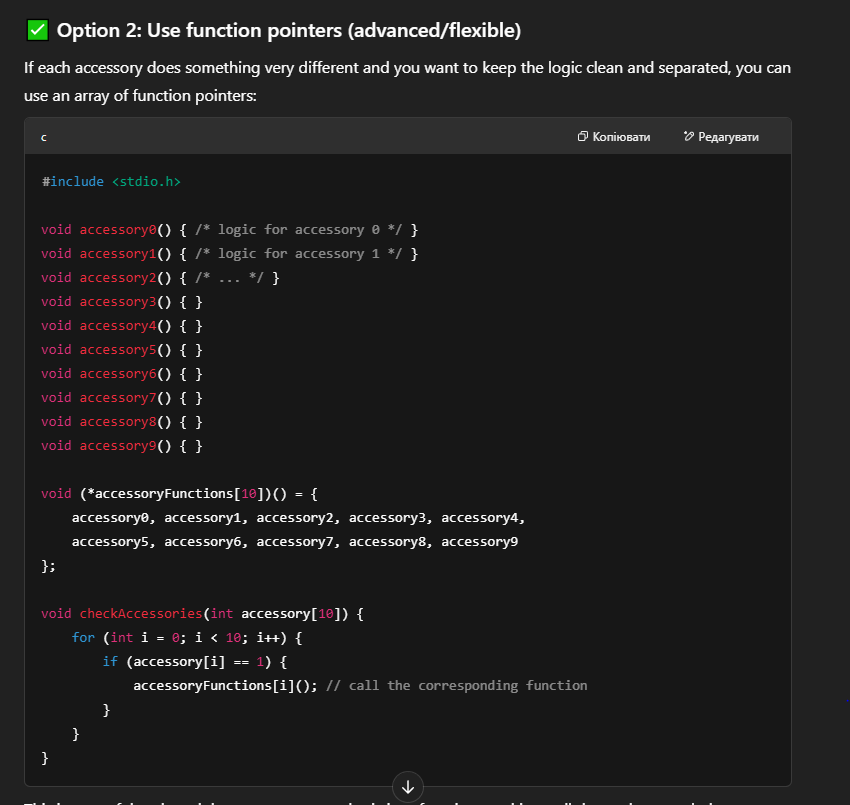 ✅ Option 2: Use function pointers (advanced/flexible)
If each accessory does something very different and you want to keep the logic clean and separated, you can
use an array of function pointers:
c
Копіювати
Редагувати
#include <stdio.h>
void accessory0() { /* logic for accessory 0 */ }
void accessory1() { /* logic for accessory 1 */ }
void accessory2() { /* ... */ }
void accessory3() { }
void accessory4() { }
void accessory5() { }
void accessory6() { }
void accessory7() { }
void accessory8() { }
void accessory9() { }
void (*accessoryFunctions[10])() = {
    accessory0, accessory1, accessory2, accessory3, accessory4,
    accessory5, accessory6, accessory7, accessory8, accessory9
};
void checkAccessories(int accessory[10]) {
    for (int i = 0; i < 10; i++) {
        if (accessory[i] == 1) {
            accessoryFunctions[i](); // call the corresponding function
        }
    }
}